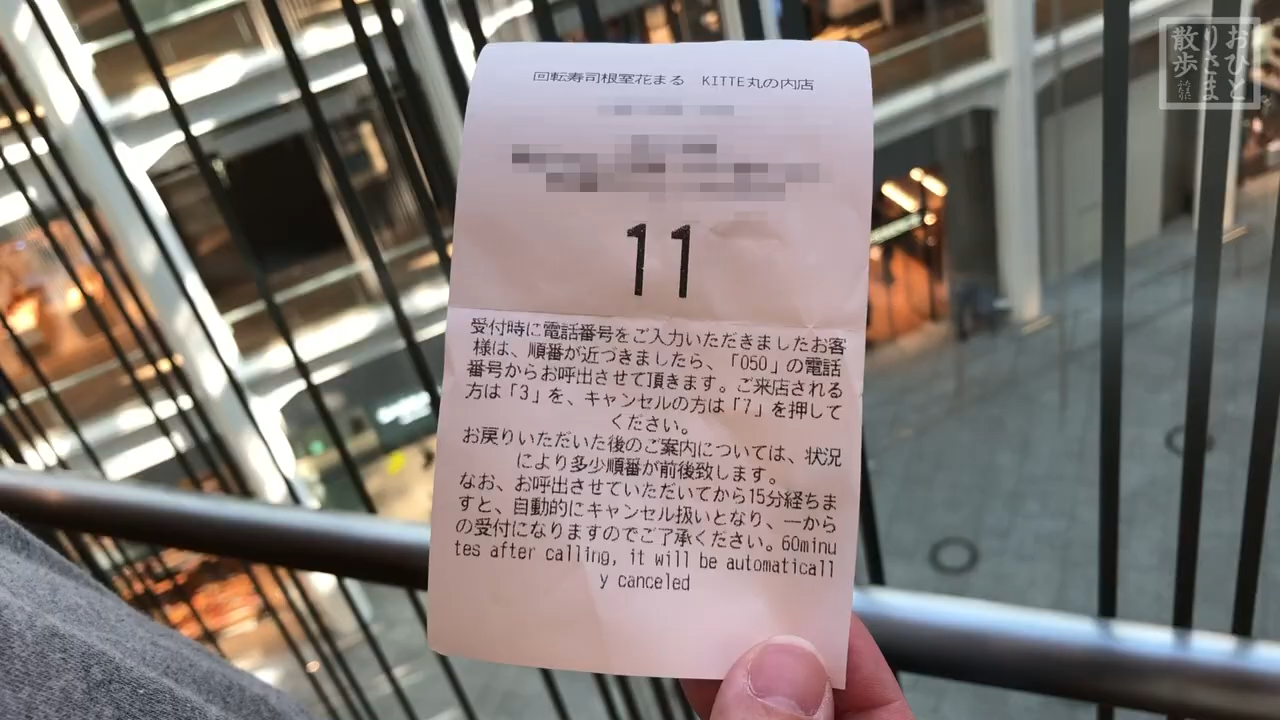 回転寿司根室花まる KITTE丸の内店
11
受付時に電話番号をご入力いただきましたお客
様は、順番が近づきましたら、「050」の電話
番号からお呼出させて頂きます。ご来店される
方は「3」を、キャンセルの方は「7」を押して
ください。
お戻りいただいた後のご案内については、状況
により多少順番が前後致します。
なお、お呼出させていただいてから15分経ちま
すと、自動的にキャンセル扱いとなり、一から
の受付になりますのでご了承ください。60minu
tes after calling, it will be automaticall
y canceled
おひと
りさま
散歩